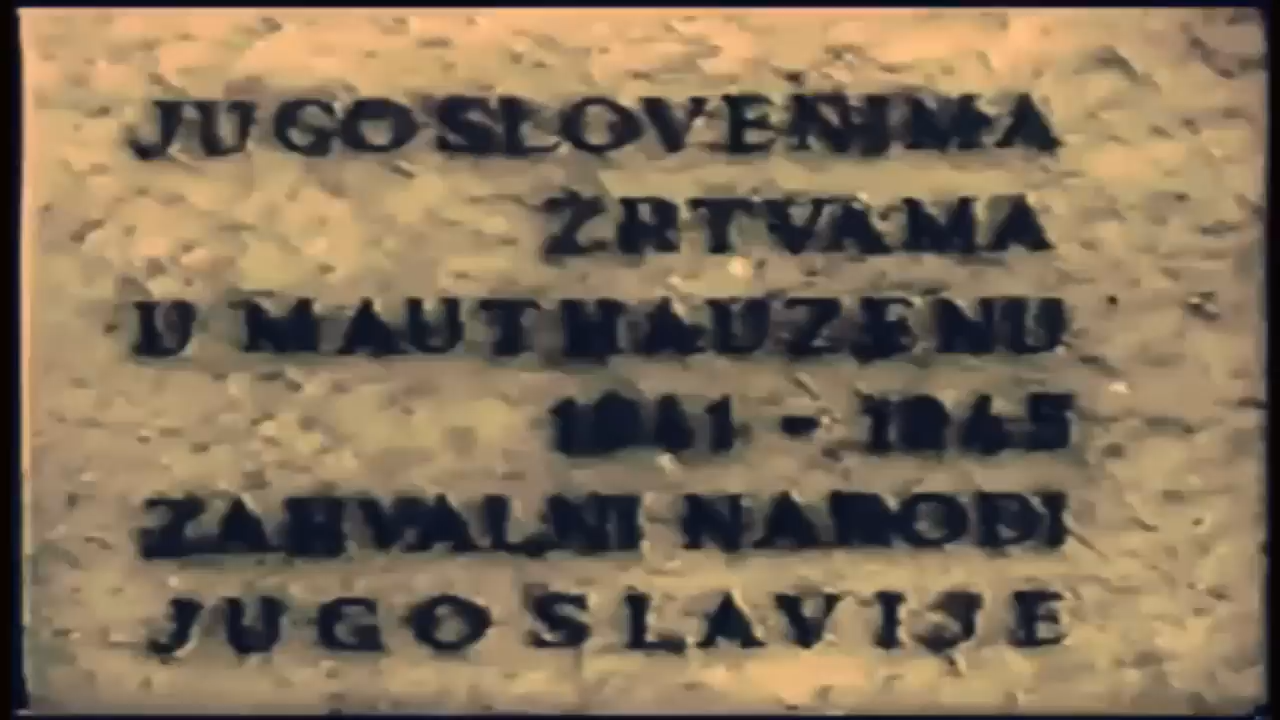 JUGOSLOVENIMA
ŽRTVAMA
U MAUTHAUZENU
1941 - 1945
ZAHVALNI NARODI
JUGOSLAVIJE